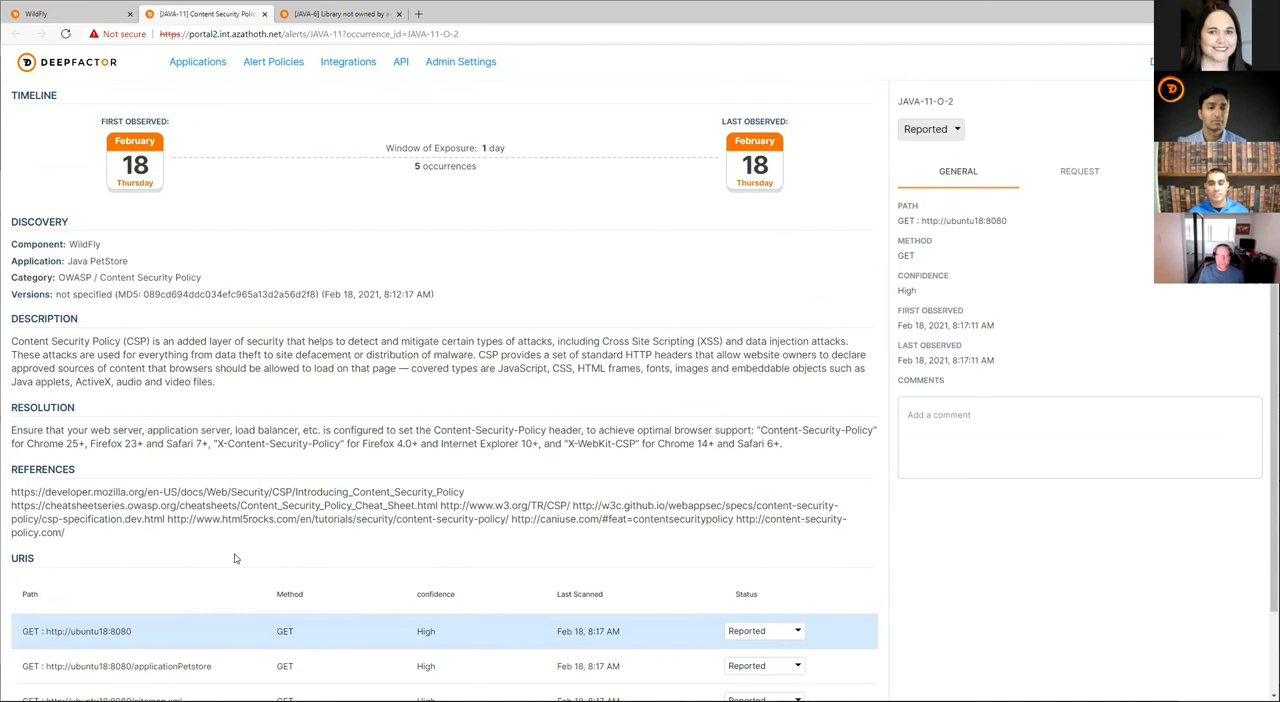 WildFly
[JAVA-11] Content Security Polic
[JAVA-6] Library not owned by a
Not secure
https://portal2.int.azathoth.net/alerts/JAVA-11?occurrence_id=JAVA-11-O-2
DEEPFACTOR
Applications
Alert Policies
Integrations
API
Admin Settings
TIMELINE
FIRST OBSERVED:
LAST OBSERVED:
February
18
Thursday
Window of Exposure: 1 day
5 occurrences
February
18
Thursday
DISCOVERY
Component: WildFly
Application: Java PetStore
Category: OWASP / Content Security Policy
Versions: not specified (MD5: 089cd694ddc034efc965a13d2a56d2f8) (Feb 18, 2021, 8:12:17 AM)
DESCRIPTION
Content Security Policy (CSP) is an added layer of security that helps to detect and mitigate certain types of attacks, including Cross Site Scripting (XSS) and data injection attacks.
These attacks are used for everything from data theft to site defacement or distribution of malware. CSP provides a set of standard HTTP headers that allow website owners to declare
approved sources of content that browsers should be allowed to load on that page — covered types are JavaScript, CSS, HTML frames, fonts, images and embeddable objects such as
Java applets, ActiveX, audio and video files.
RESOLUTION
Ensure that your web server, application server, load balancer, etc. is configured to set the Content-Security-Policy header, to achieve optimal browser support: "Content-Security-Policy"
for Chrome 25+, Firefox 23+ and Safari 7+, "X-Content-Security-Policy" for Firefox 4.0+ and Internet Explorer 10+, and "X-WebKit-CSP" for Chrome 14+ and Safari 6+.
REFERENCES
https://developer.mozilla.org/en-US/docs/Web/Security/CSP/Introducing_Content_Security_Policy
https://cheatsheetseries.owasp.org/cheatsheets/Content_Security_Policy_Cheat_Sheet.html http://www.w3.org/TR/CSP/ http://w3c.github.io/webappsec/specs/content-security-
policy/csp-specification.dev.html http://www.html5rocks.com/en/tutorials/security/content-security-policy/ http://caniuse.com/#feat=contentsecuritypolicy http://content-security-
policy.com/
URIS
Path Method confidence Last Scanned Status
GET : http://ubuntu18:8080 GET High Feb 18, 8:17 AM Reported
GET : http://ubuntu18:8080/applicationPetstore GET High Feb 18, 8:17 AM Reported
GET : http://ubuntu18:8080/sitemap.xml
JAVA-11-O-2
Reported
GENERAL
REQUEST
PATH
GET : http://ubuntu18:8080
METHOD
GET
CONFIDENCE
High
FIRST OBSERVED
Feb 18, 2021, 8:17:11 AM
LAST OBSERVED
Feb 18, 2021, 8:17:11 AM
COMMENTS
Add a comment